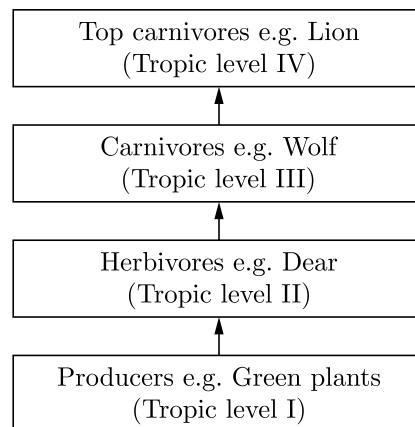 Top carnivores e.g. Lion
(Tropic level IV)
Carnivores e.g. Wolf
(Tropic level III)
Herbivores e.g. Dear
(Tropic level II)
Producers e.g. Green plants
(Tropic level I)